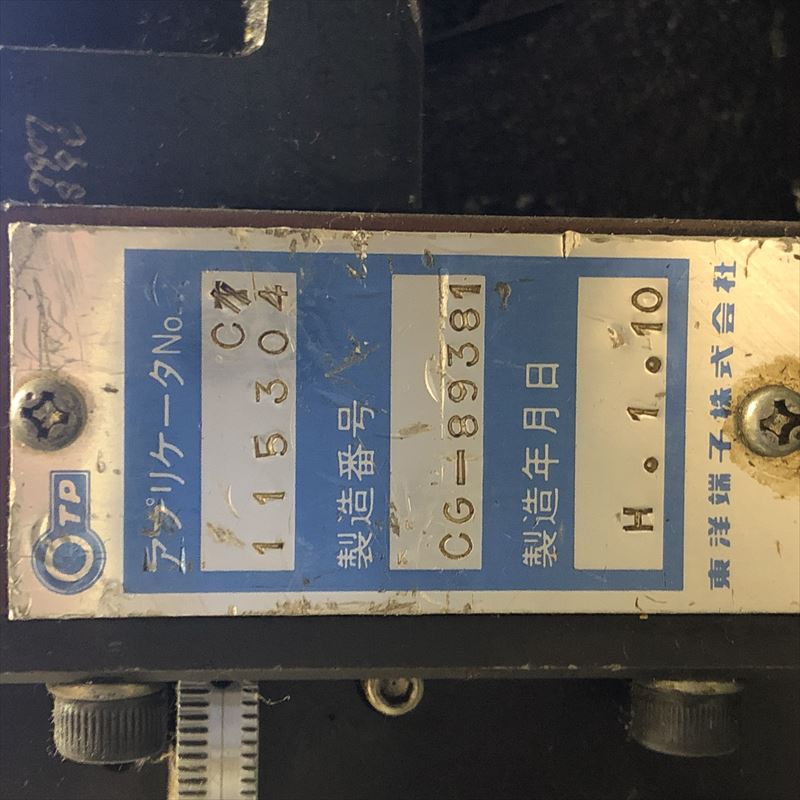 TP
アプリケータNo.
C
115304
製造番号
CG-89381
製造年月日
H.1.10
東洋端子株式会社